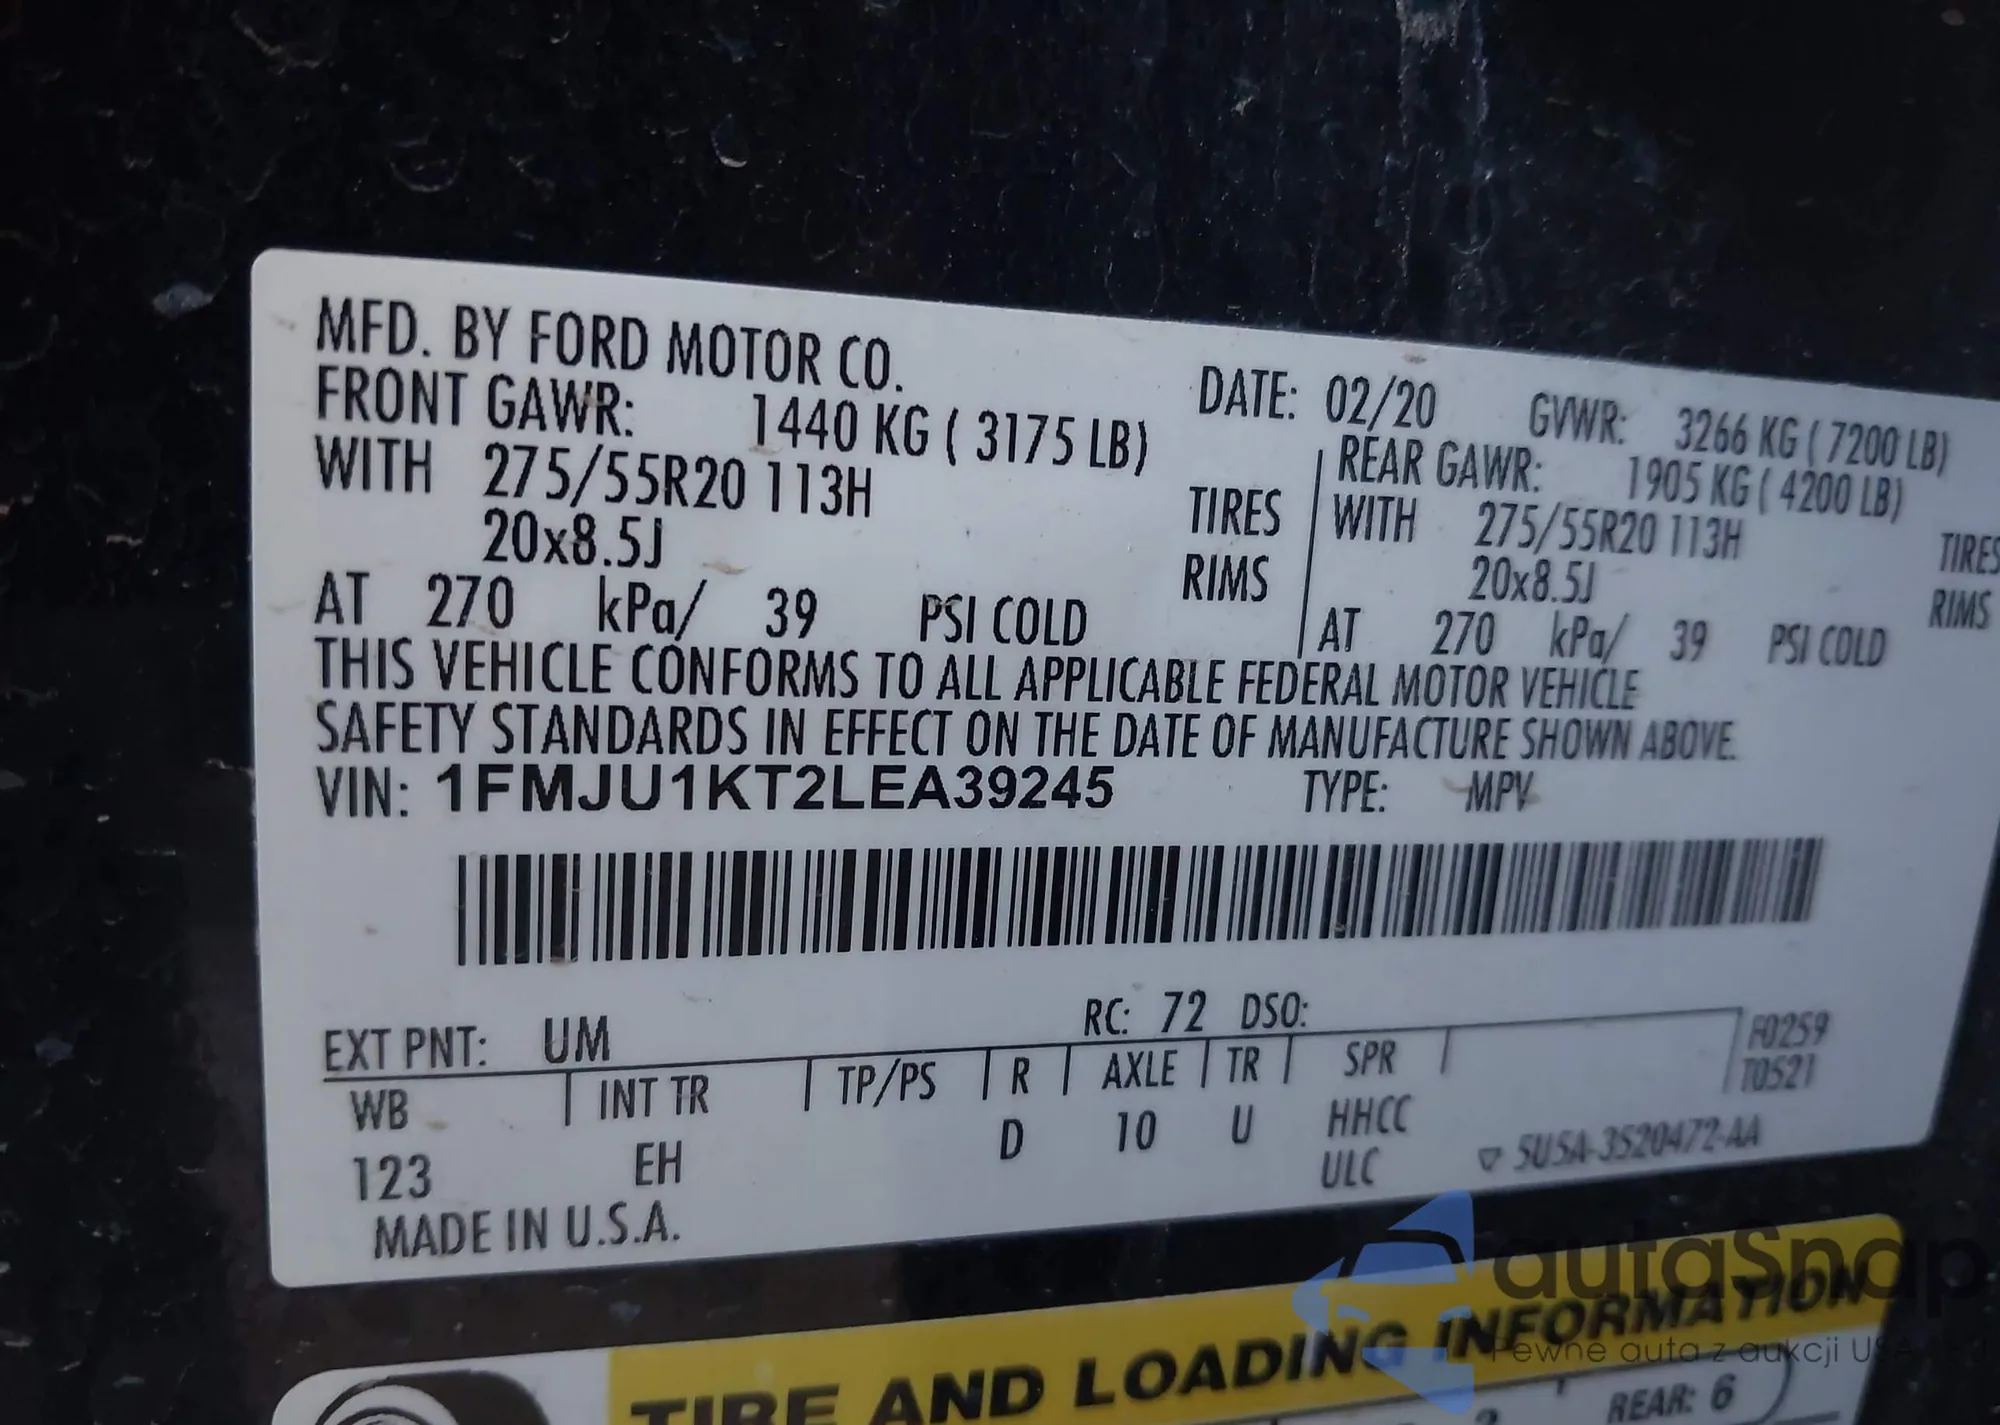 MFD. BY FORD MOTOR CO.
DATE: 02/20 GVWR: 3266 KG ( 7200 LB)
FRONT GAWR: 1440 KG ( 3175 LB)
REAR GAWR: 1905 KG ( 4200 LB)
WITH 275/55R20 113H TIRES
WITH 275/55R20 113H TIRES
20x8.5J RIMS
20x8.5J RIMS
AT 270 kPa/ 39 PSI COLD
AT 270 kPa/ 39 PSI COLD
THIS VEHICLE CONFORMS TO ALL APPLICABLE FEDERAL MOTOR VEHICLE
SAFETY STANDARDS IN EFFECT ON THE DATE OF MANUFACTURE SHOWN ABOVE.
VIN: 1FMJU1KT2LEA39245 TYPE: MPV
EXT PNT: UM RC: 72 DSO:
WB INT TR TP/PS R AXLE TR SPR
F0259
T0521
123 EH D 10 U HHCC
ULC
▽ 5U5A-3520472-AA
MADE IN U.S.A.
autaSnap
Pewne auta z aukcji
TIRE AND LOADING INFORMATION
REAR: 6